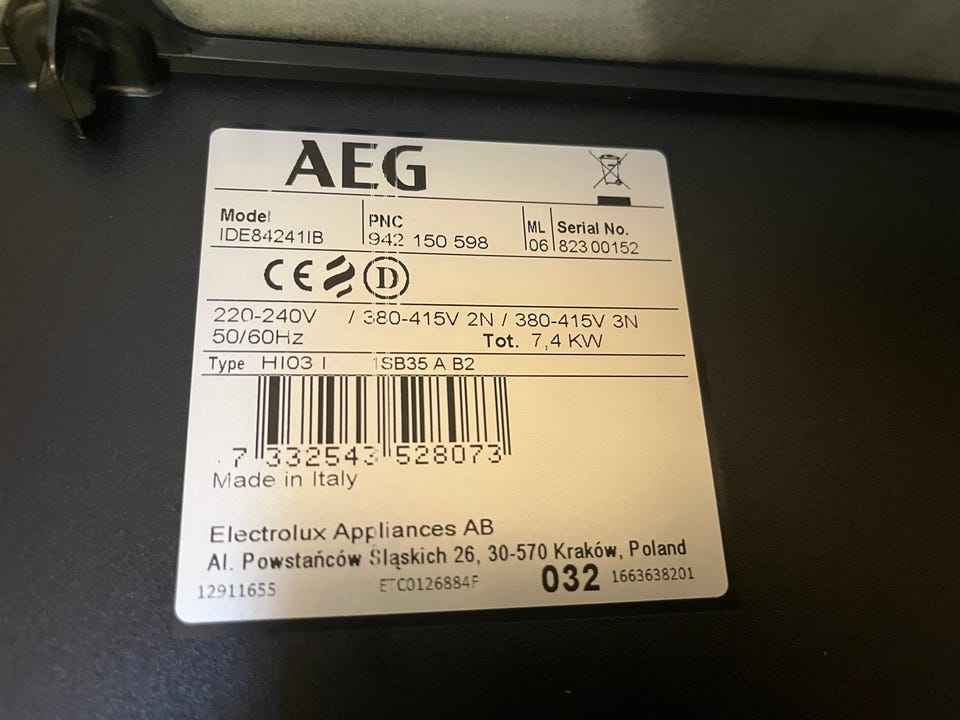 AEG
Model PNC ML Serial No.
IDE84241IB 942 150 598 06 823 00152
CE D
220-240V / 380-415V 2N / 380-415V 3N
50/60Hz Tot. 7,4 KW
Type HI03 I 1SB35 A B2
7 332543 528073
Made in Italy
Electrolux Appliances AB
Al. Powstańców Śląskich 26, 30-570 Kraków, Poland
12911655 ETC0126884F 032 1663638201